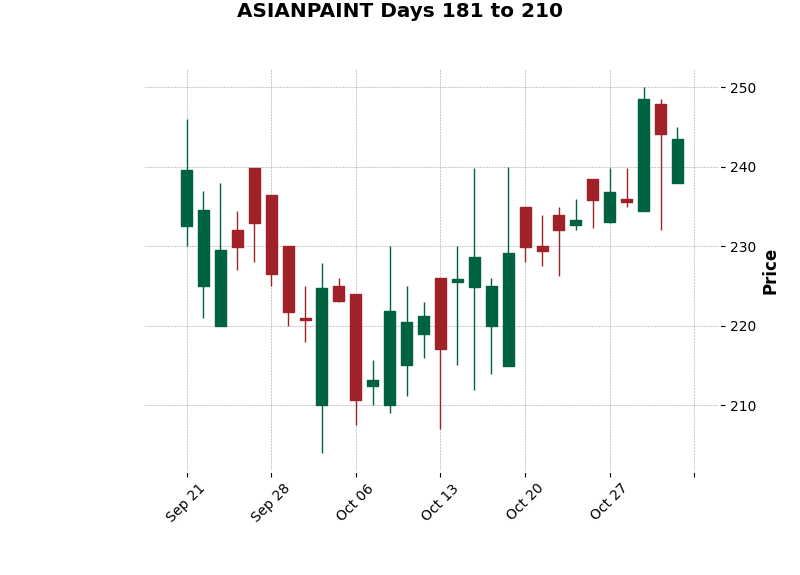 ASIANPAINT Days 181 to 210
250
240
230
220
210
Price
Sep 21
Sep 28
Oct 06
Oct 13
Oct 20
Oct 27